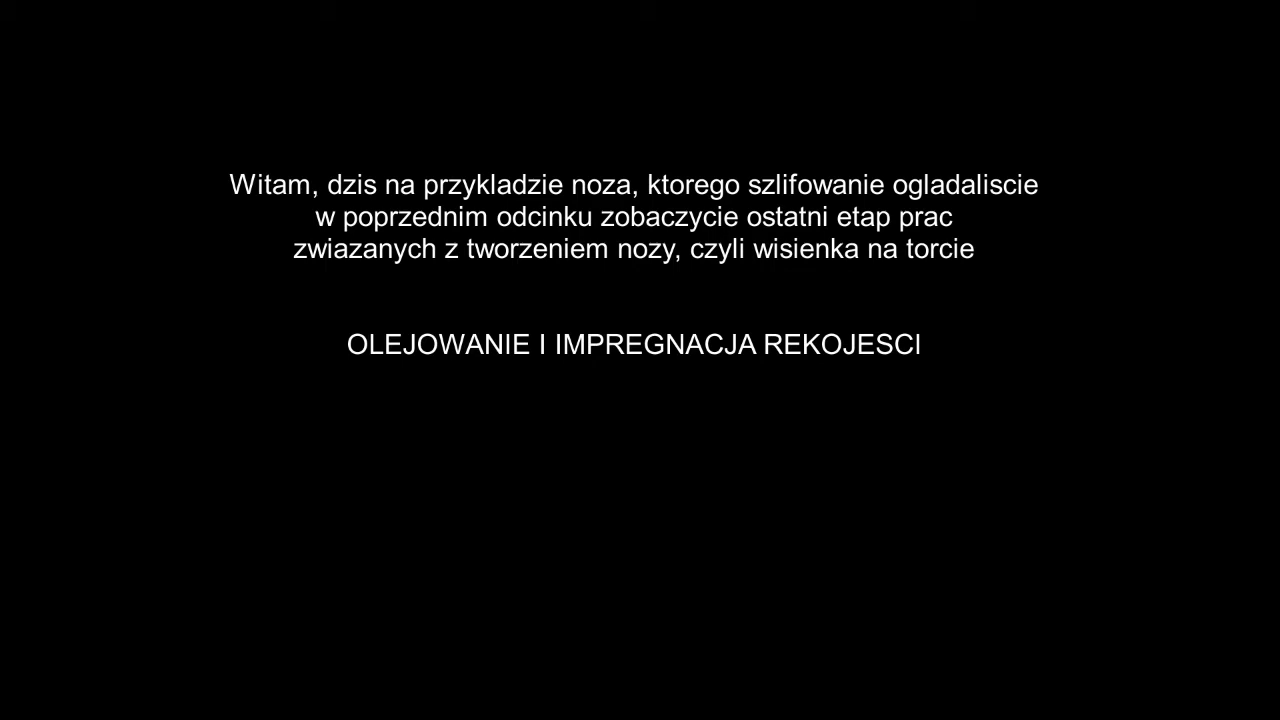 Witam, dzis na przykladzie noza, ktorego szlifowanie ogladaliscie
w poprzednim odcinku zobaczycie ostatni etap prac
zwiazanych z tworzeniem nozy, czyli wisienka na torcie
OLEJOWANIE I IMPREGNACJA REKOJESCI